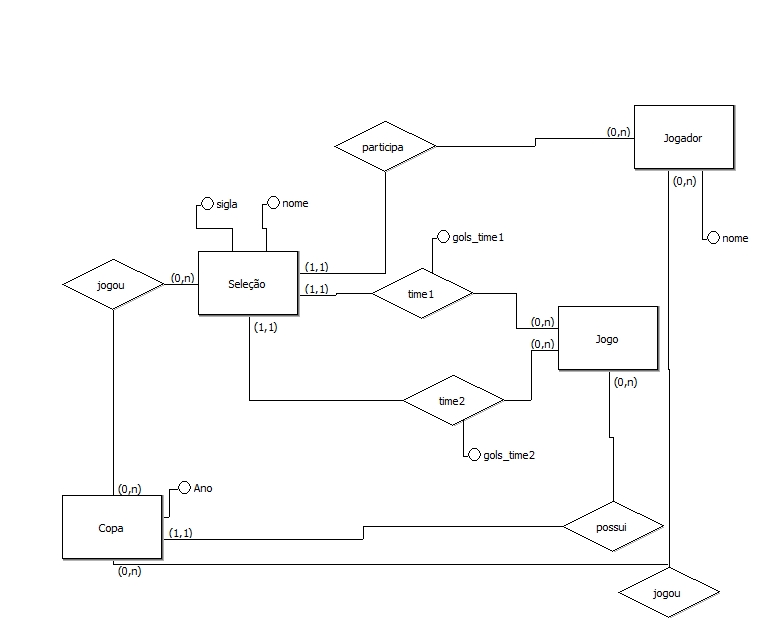 (0,n)
Jogador
participa
(0,n)
sigla
nome
gols_time1
nome
(1,1)
jogou
(0,n)
Seleção
(1,1)
time1
(0,n)
(1,1)
Jogo
(0,n)
(0,n)
time2
gols_time2
(0,n)
Ano
Copa
(1,1)
possui
(0,n)
jogou